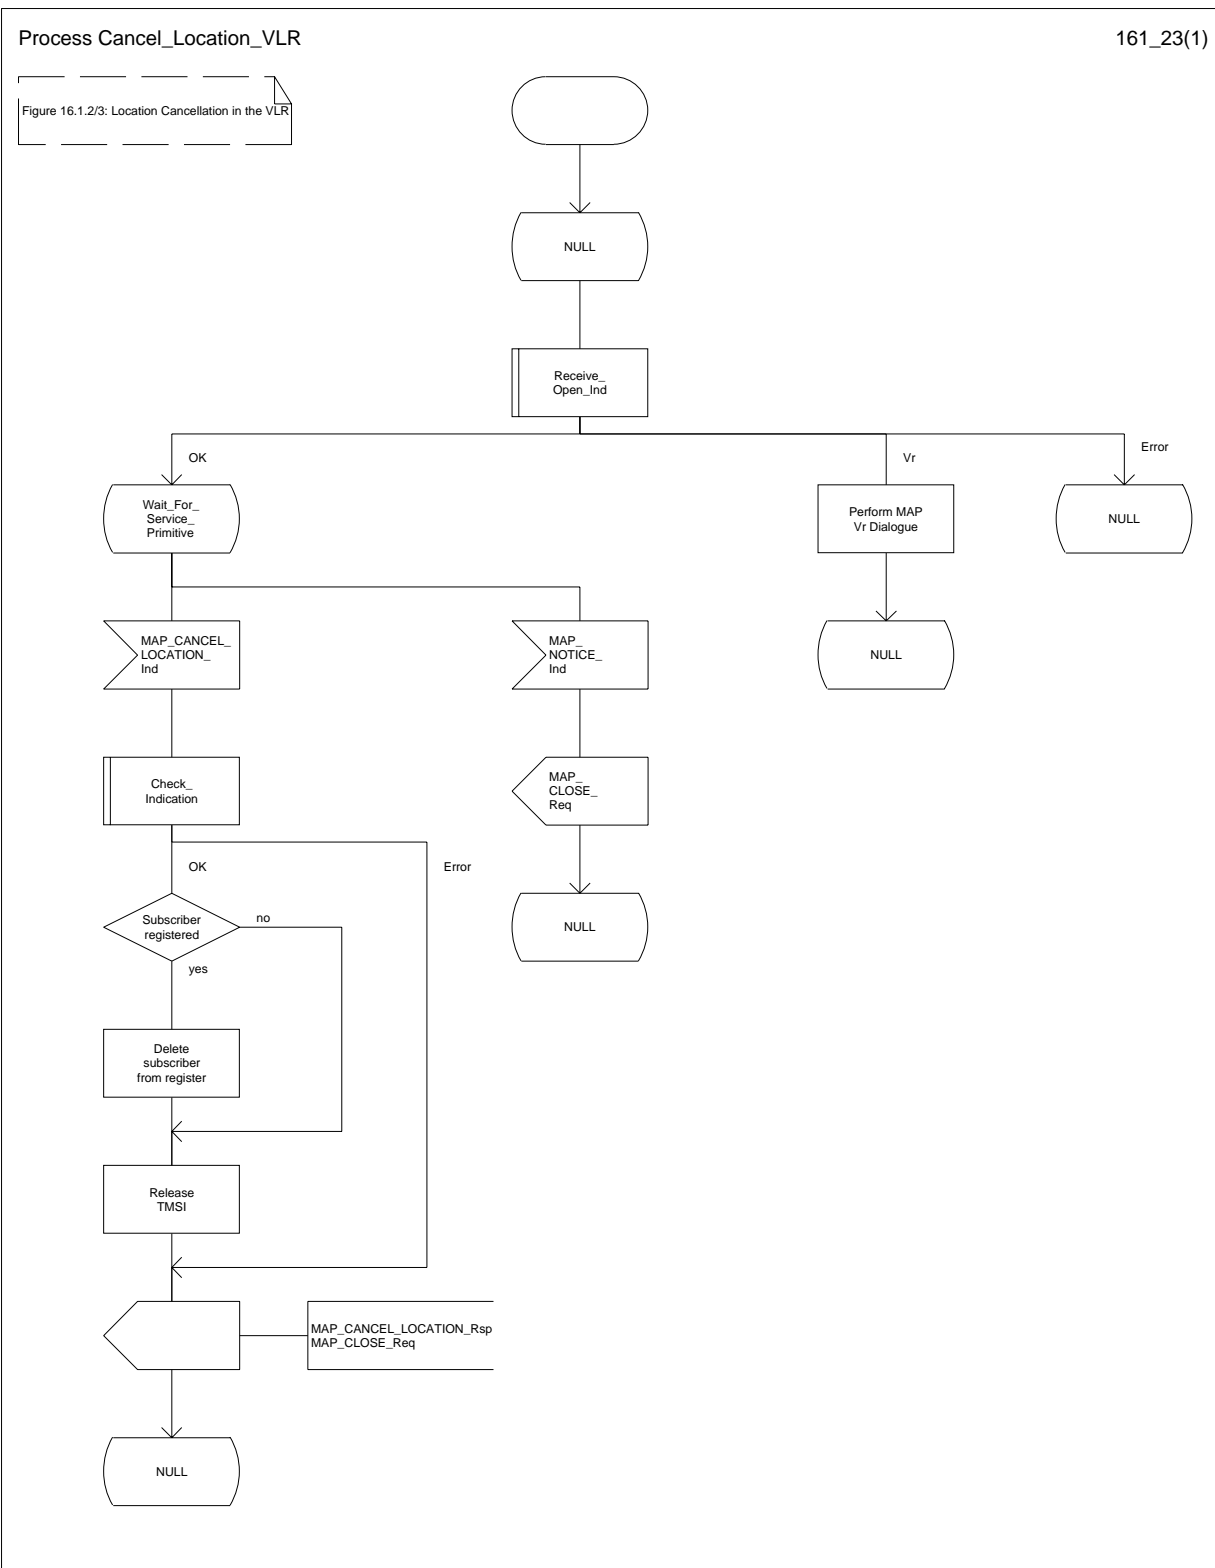 Process Cancel_Location_VLR
161_23(1)
Figure 16.1.2/3: Location Cancellation in the VLR
NULL
Receive_
Open_Ind
OK
Vr
Error
Wait_For_
Service_
Primitive
Perform MAP
Vr Dialogue
NULL
MAP_CANCEL_
LOCATION_
Ind
MAP_
NOTICE_
Ind
NULL
Check_
Indication
MAP_
CLOSE_
Req
OK
Error
Subscriber
registered
no
yes
NULL
Delete
subscriber
from register
Release
TMSI
MAP_CANCEL_LOCATION_Rsp
MAP_CLOSE_Req
NULL